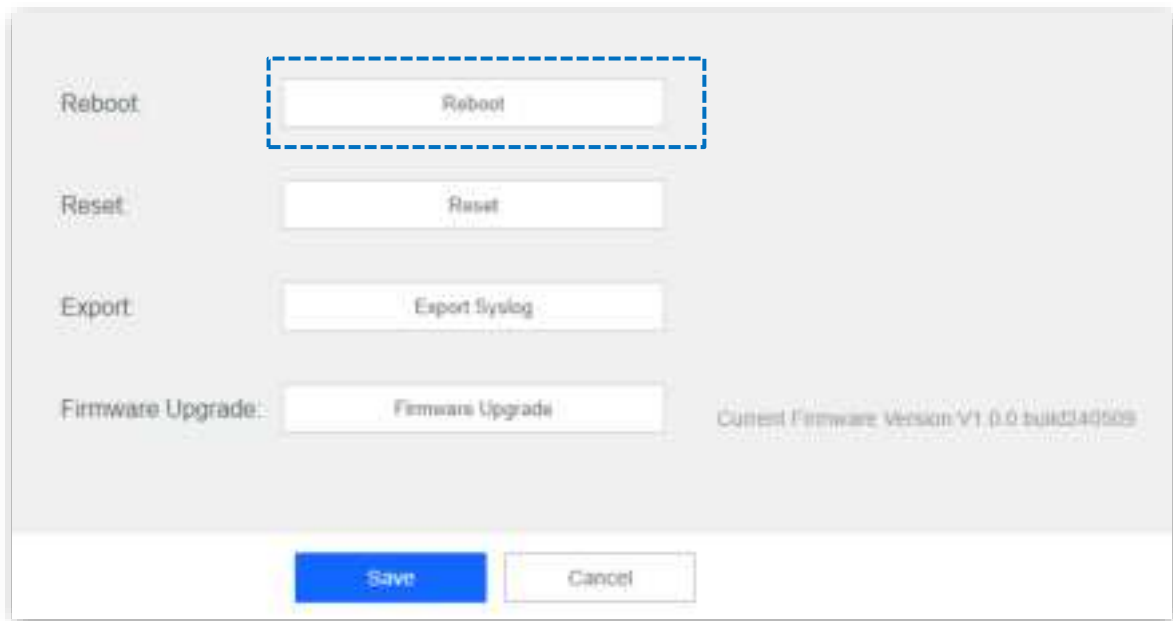 Reboot
Reboot
Reset
Reset
Export
Export Syslog
Firmware Upgrade:
Firmware Upgrade
Current Firmware Version:V1.0.0 build240509
Save
Cancel